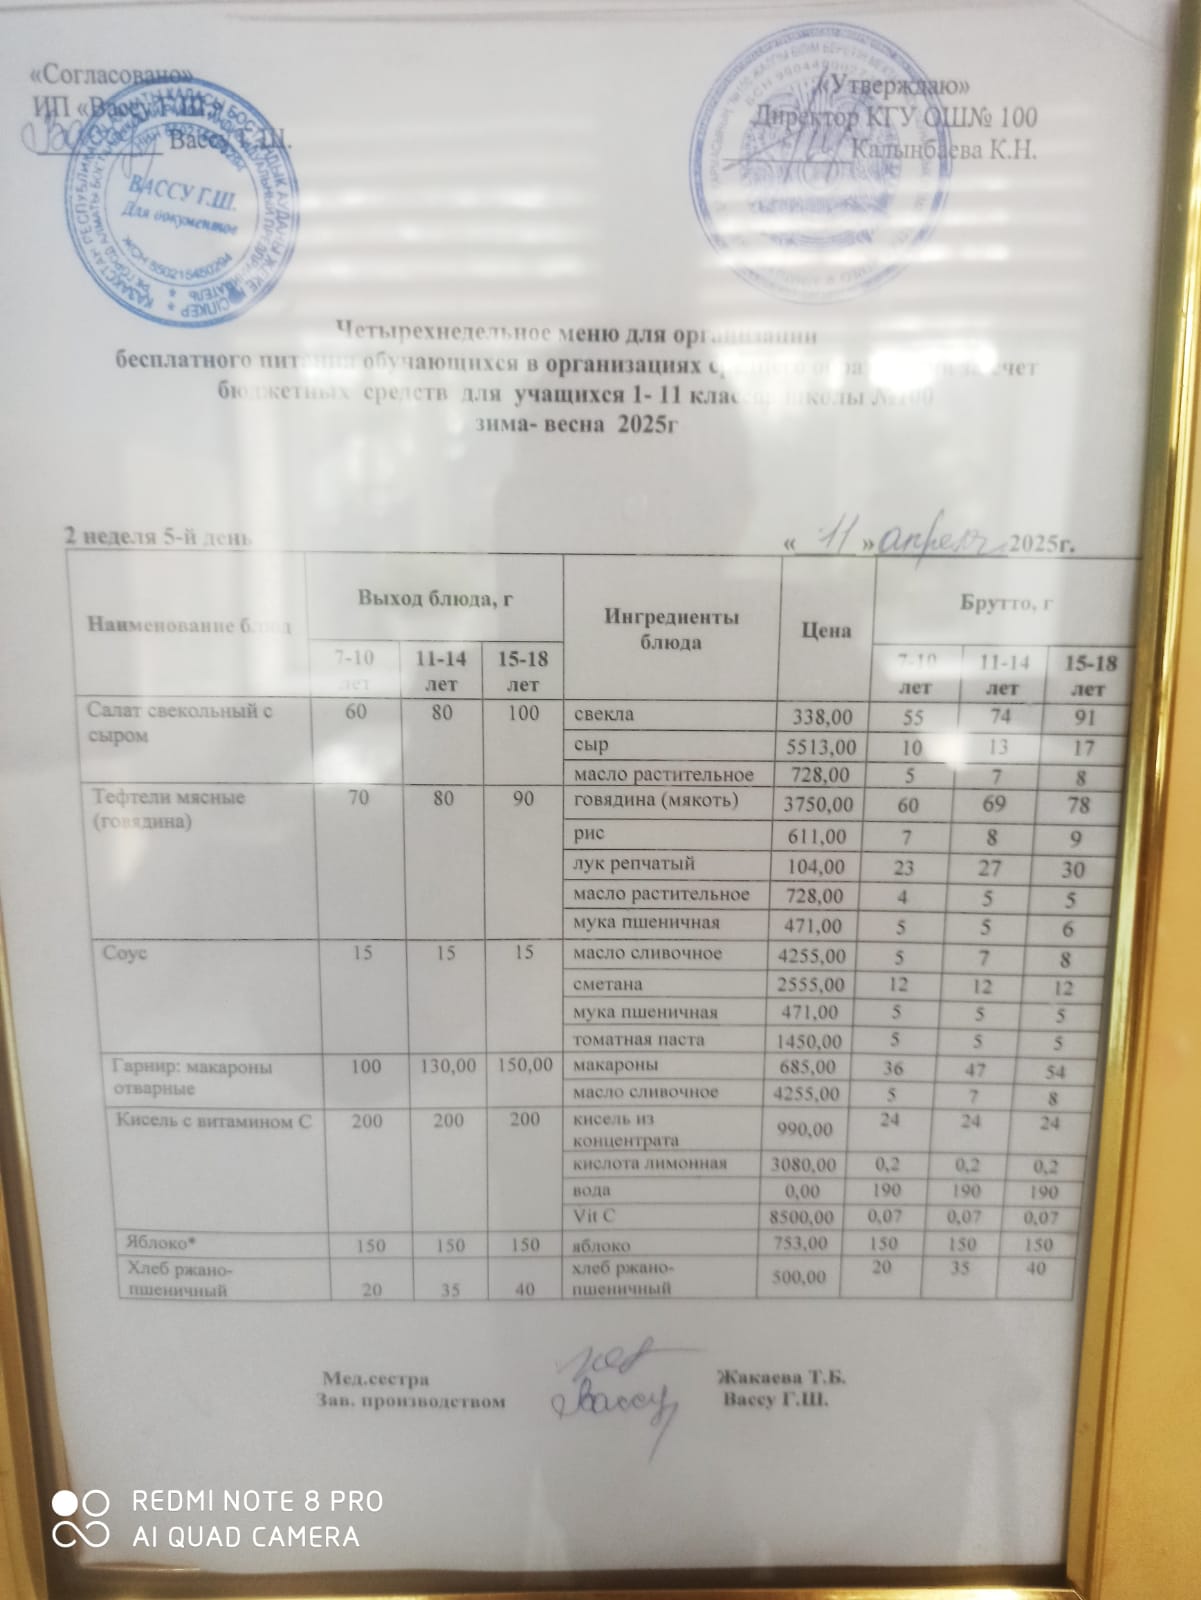 «Согласовано»
ИП «Вассу Г.Ш.»
Вассу Г.Ш.
«Утверждаю»
Директор КГУ ОШ№ 100
Калынбаева К.Н.
ВАССУ Г.Ш.
Для документов
ЖСН 550215450294
Четырехнедельное меню для организации
бесплатного питания обучающихся в организациях среднего образования за счет
бюджетных средств для учащихся 1- 11 классов школы №100
зима- весна 2025г
2 неделя 5-й день
« 11 » апреля 2025г.
Наименование блюд Выход блюда, г Ингредиенты блюда Цена Брутто, г
7-10 лет 11-14 лет 15-18 лет 7-10 лет 11-14 лет 15-18 лет
Салат свекольный с сыром 60 80 100 свекла 338,00 55 74 91
сыр 5513,00 10 13 17
масло растительное 728,00 5 7 8
Тефтели мясные (говядина) 70 80 90 говядина (мякоть) 3750,00 60 69 78
рис 611,00 7 8 9
лук репчатый 104,00 23 27 30
масло растительное 728,00 4 5 5
мука пшеничная 471,00 5 5 6
Соус 15 15 15 масло сливочное 4255,00 5 7 8
сметана 2555,00 12 12 12
мука пшеничная 471,00 5 5 5
томатная паста 1450,00 5 5 5
Гарнир: макароны отварные 100 130,00 150,00 макароны 685,00 36 47 54
масло сливочное 4255,00 5 7 8
Кисель с витамином С 200 200 200 кисель из концентрата 990,00 24 24 24
кислота лимонная 3080,00 0,2 0,2 0,2
вода 0,00 190 190 190
Vit C 8500,00 0,07 0,07 0,07
Яблоко* 150 150 150 яблоко 753,00 150 150 150
Хлеб ржано-пшеничный 20 35 40 хлеб ржано-пшеничный 500,00 20 35 40
Мед.сестра Жакаева Т.Б.
Зав. производством Вассу Вассу Г.Ш.
REDMI NOTE 8 PRO
AI QUAD CAMERA